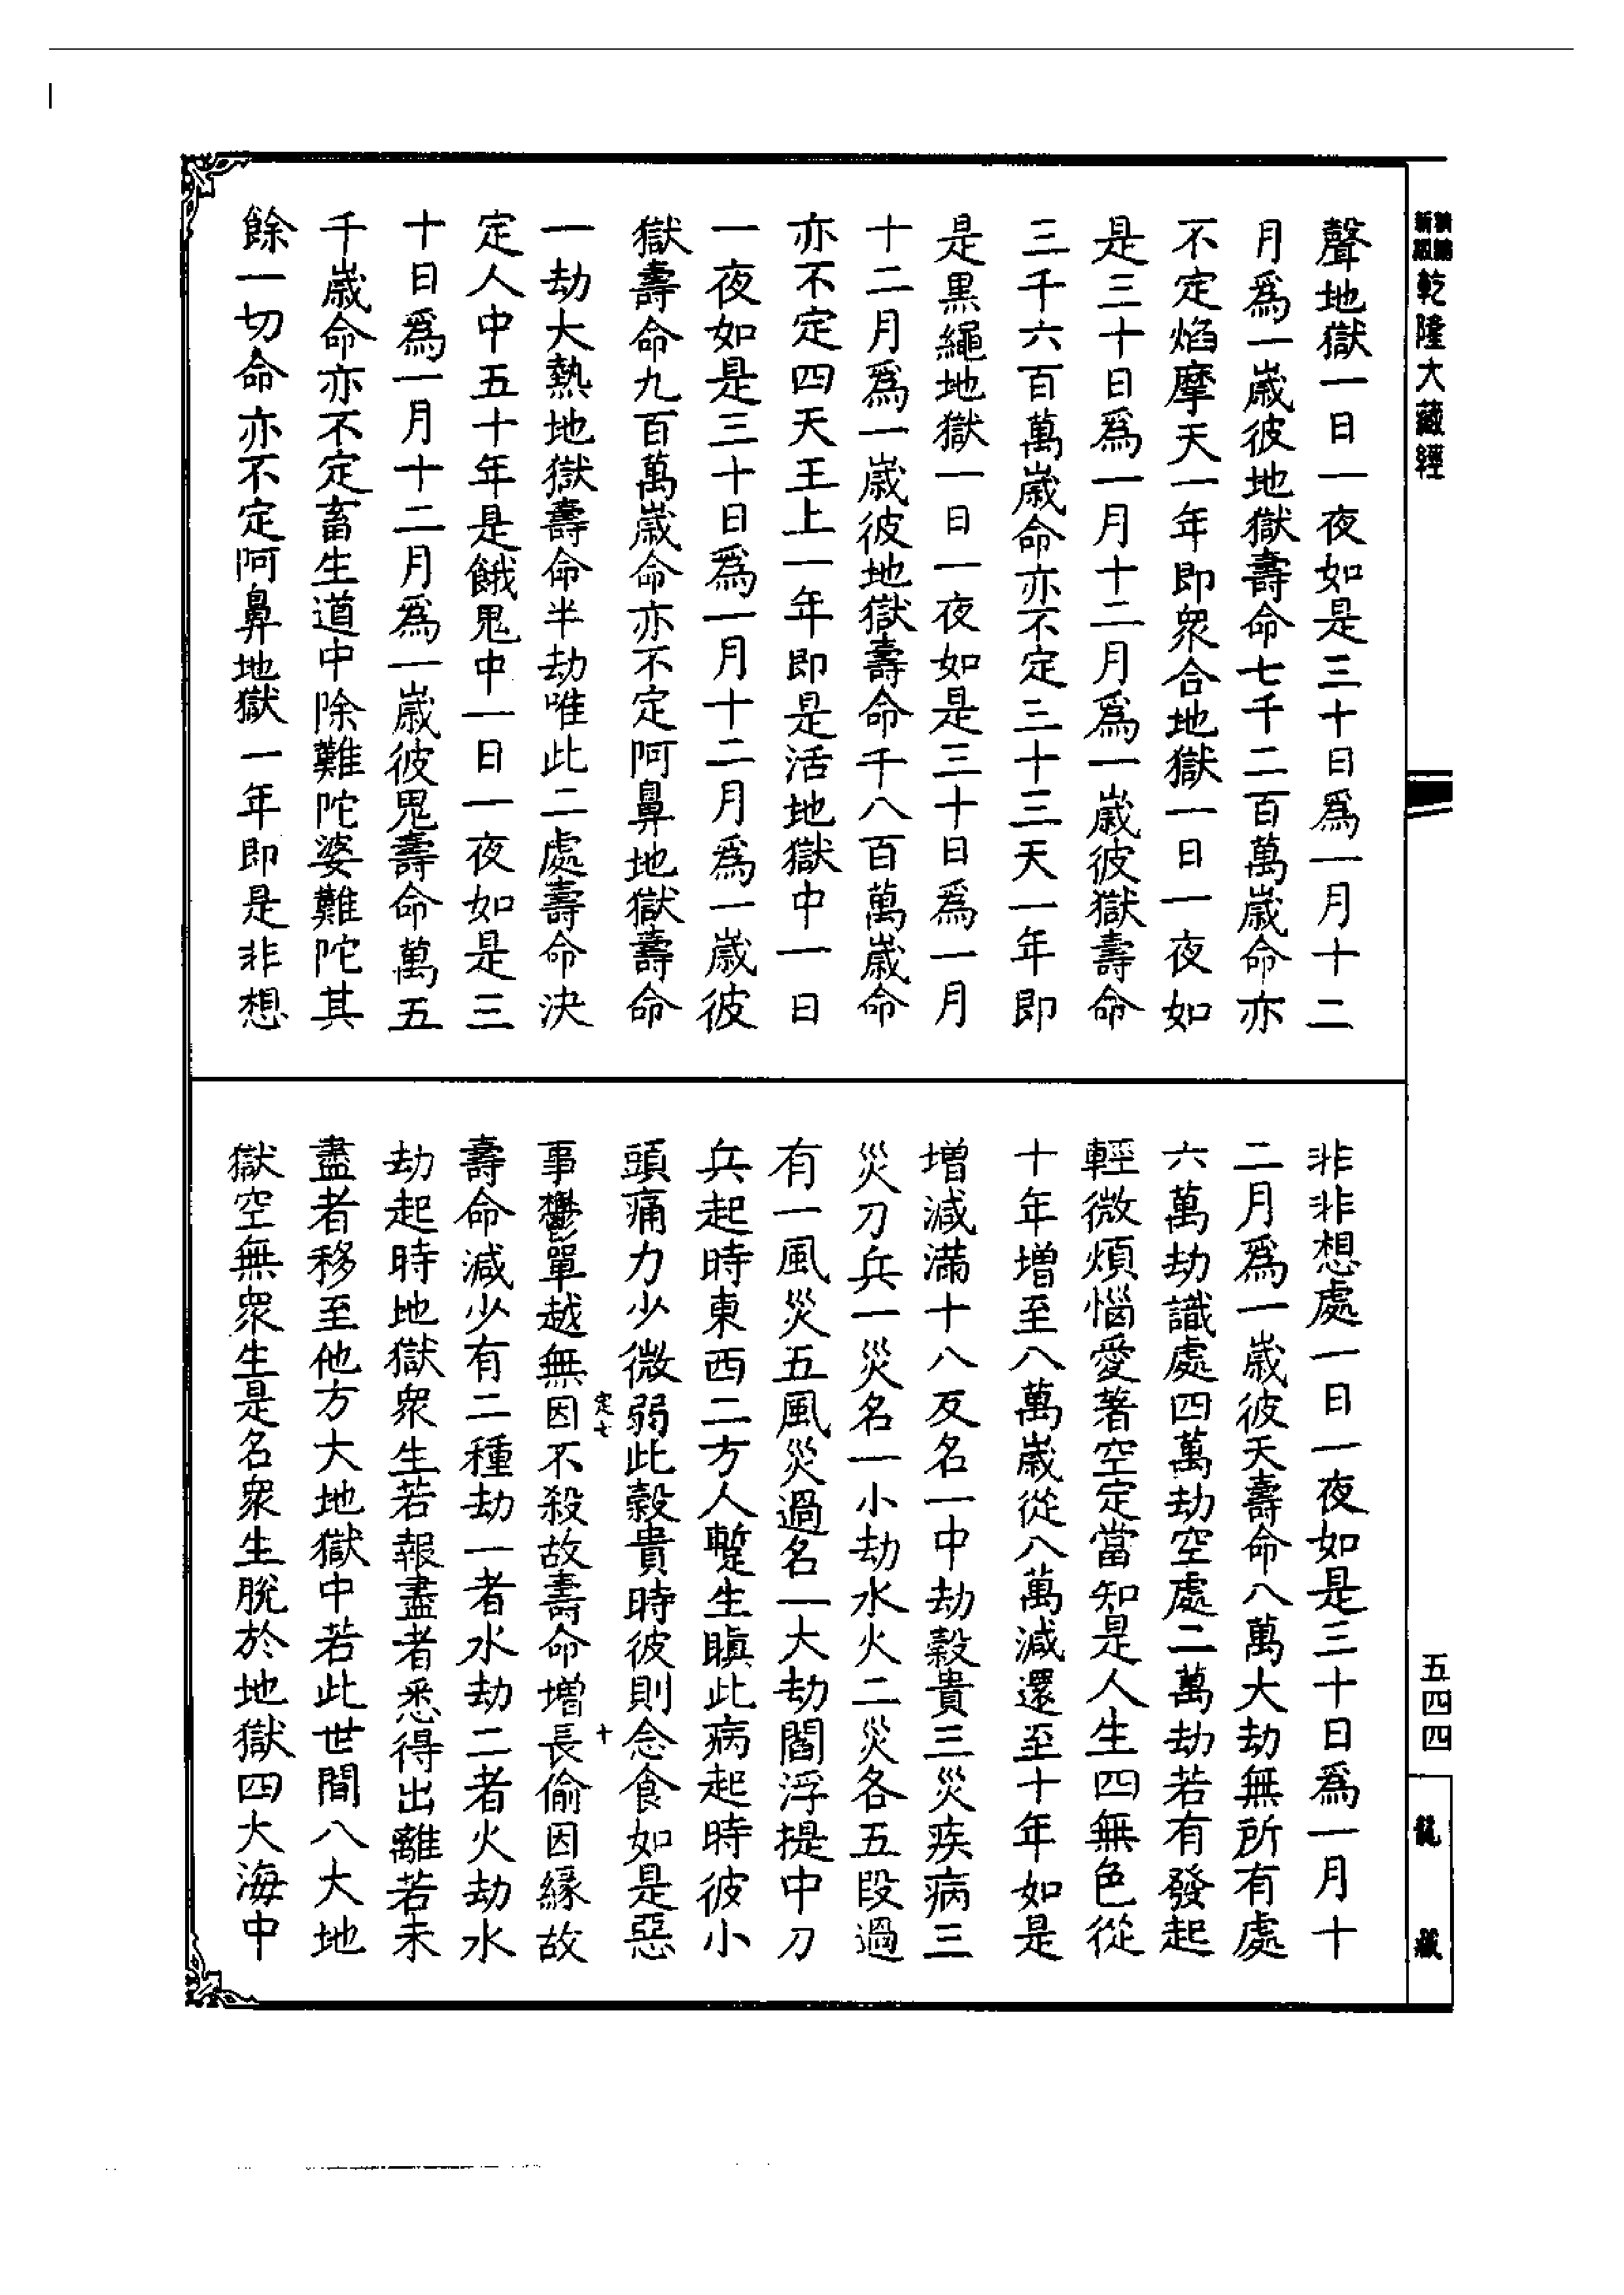 乾隆大藏經
聲地獄一日一夜如是三十日爲一月十二
月爲一歲彼地獄壽命七千二百萬歲命亦
不定焰摩天一年即衆合地獄一日一夜如
是三十日爲一月十二月爲一歲彼獄壽命
三千六百萬歲命亦不定三十三天一年即
是黒繩地獄一日一夜如是三十日爲一月
十二月爲一歲彼地獄壽命千八百萬歲命
亦不定四天王上一年即是活地獄中一日
一夜如是三十日爲一月十二月爲一歲彼
獄壽命九百萬歲命亦不定阿鼻地獄壽命
一劫大熱地獄壽命半劫唯此二處壽命決
定人中五十年是餓鬼中一日一夜如是三
十日爲一月十二月爲一歲彼鬼壽命萬五
千歲命亦不定畜生道中除難陀婆難陀其
餘一切命亦不定阿鼻地獄一年即是非想
非非想處一日一夜如是三十日爲一月十
二月爲一歲彼天壽命八萬大劫無所有處
六萬劫識處四萬劫空處二萬劫若有發起
輕微煩惱愛著空定當知是人生四無色從
十年增至八萬歲從八萬減還至十年如是
增減滿十八反名一中劫穀貴三災疾病三
災刀兵一災名一小劫水火二災各五段過
有一風災五風災過名一大劫閻浮提中刀
兵起時東西二方人蹔生瞋此病起時彼小
頭痛力少微弱此穀貴時彼則念食如是惡
事鬱單越無因不殺故壽命增長偷因緣故
定七
十
壽命減少有二種劫一者水劫二者火劫水
劫起時地獄衆生若報盡者悉得出離若未
盡者移至他方大地獄中若此世間八大地
獄空無衆生是名衆生脫於地獄四大海中
五四四
龍藏